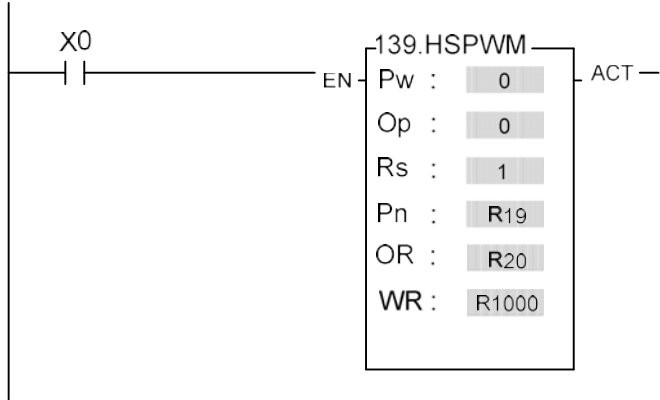 X0
139.HSPWM
EN
Pw : 0
ACT
Op : 0
Rs : 1
Pn : R19
OR : R20
WR : R1000